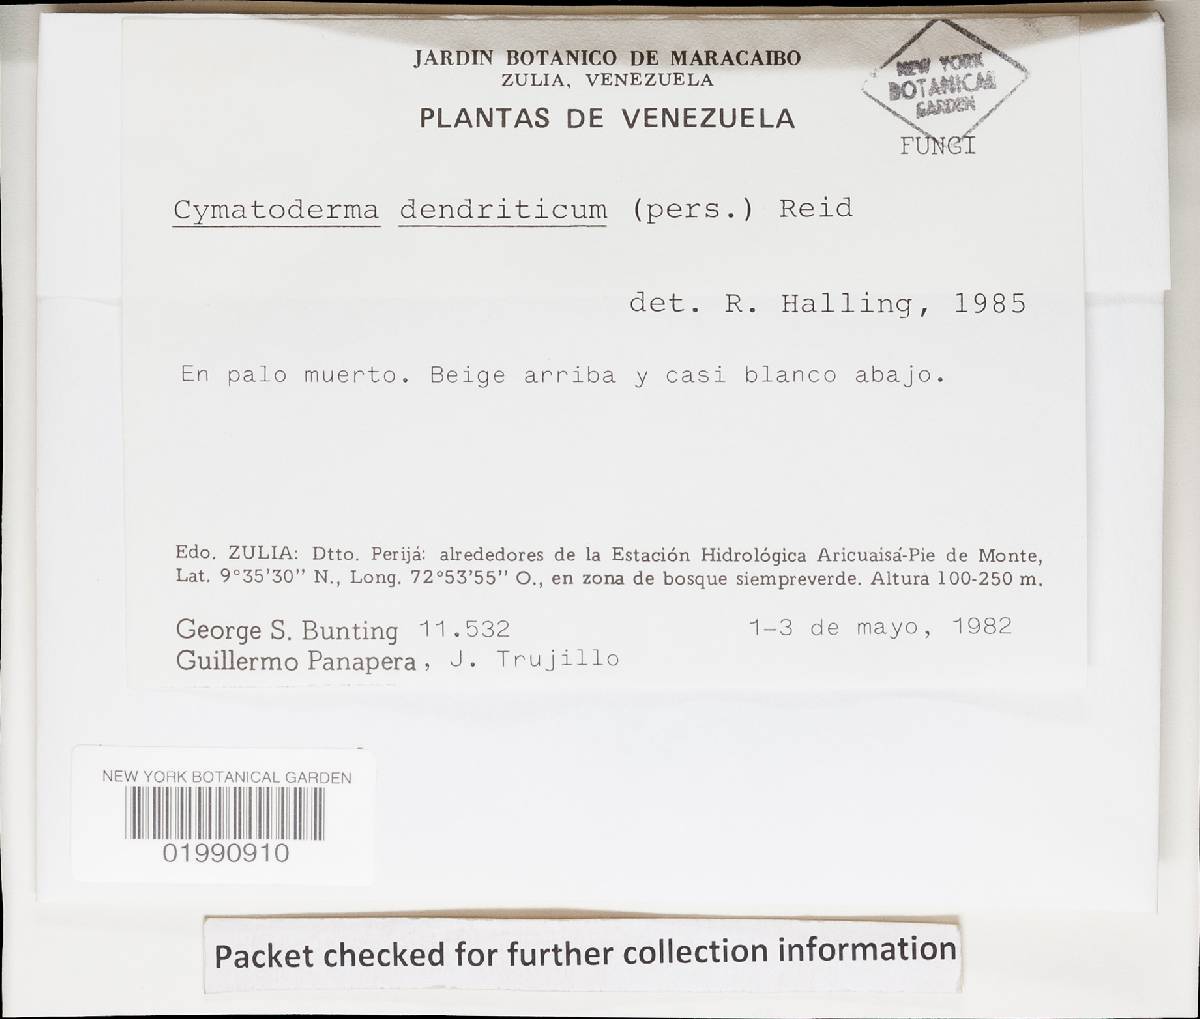 JARDIN BOTANICO DE MARACAIBO
ZULIA, VENEZUELA
PLANTAS DE VENEZUELA
NEW YORK
BOTANICAL
GARDEN
FUNGI
Cymatoderma dendriticum (pers.) Reid
det. R. Halling, 1985
En palo muerto. Beige arriba y casi blanco abajo.
Edo. ZULIA: Dtto. Perijá: alrededores de la Estación Hidrológica Aricuaisá-Pie de Monte,
Lat. 9°35'30" N., Long. 72°53'55" O., en zona de bosque siempreverde. Altura 100-250 m.
George S. Bunting 11.532 1-3 de mayo, 1982
Guillermo Panapera, J. Trujillo
NEW YORK BOTANICAL GARDEN
01990910
Packet checked for further collection information